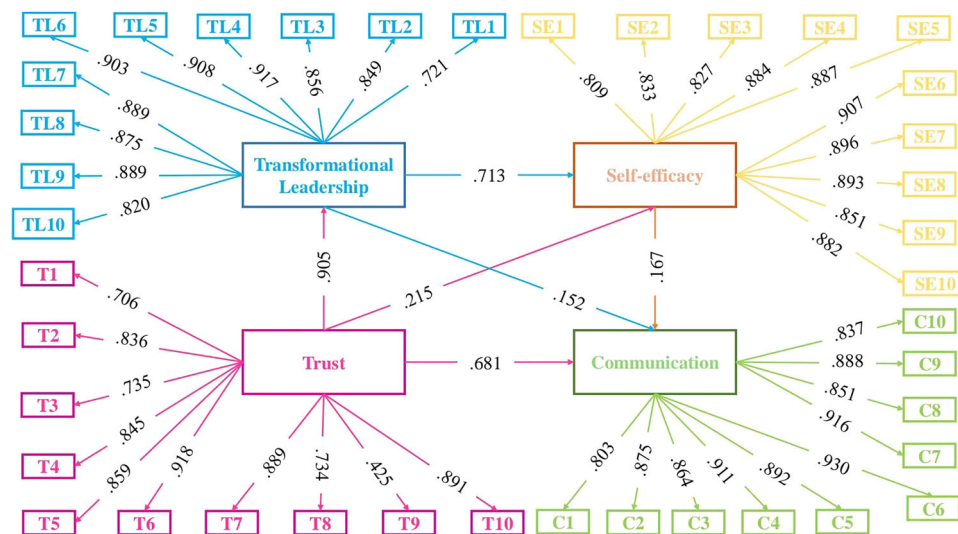 TL6 TL5 TL4 TL3 TL2 TL1 SE1 SE2 SE3 SE4 SE5
.903 .908 .917 .856 .849 .721 .809 .833 .827 .884 .887
TL7 .889 .907 SE6
TL8 .875 .896 SE7
TL9 .889 .893 SE8
TL10 .820 .851 SE9
.882 SE10
Transformational
Leadership
.713
Self-efficacy
.905
.215
.152
.167
T1 .706
T2 .836
T3 .735
T4 .845
T5 .859
T6 .918
Trust
.681
Communication
.837 C10
.888 C9
.851 C8
.916 C7
.930 C6
.889 .734 .425 .891 .803 .875 .864 .911 .892
T7 T8 T9 T10 C1 C2 C3 C4 C5